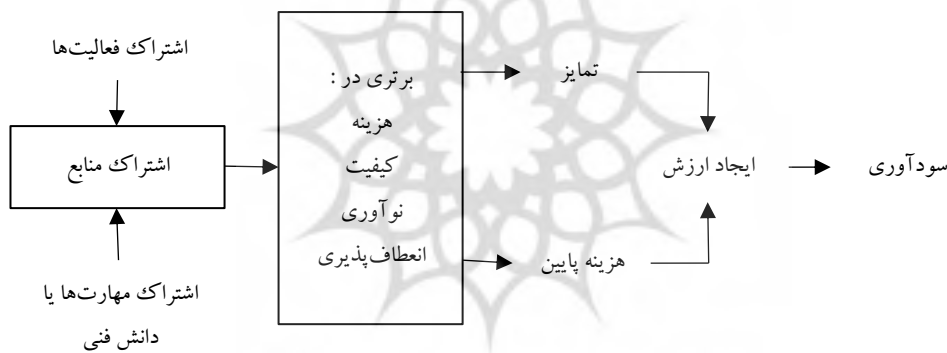 اشتراک فعالیت‌ها
اشتراک منابع
اشتراک مهارت‌ها یا
دانش فنی
برتری در :
هزینه
کیفیت
نوآوری
انعطاف‌پذیری
تمایز
هزینه پایین
ایجاد ارزش
سودآوری